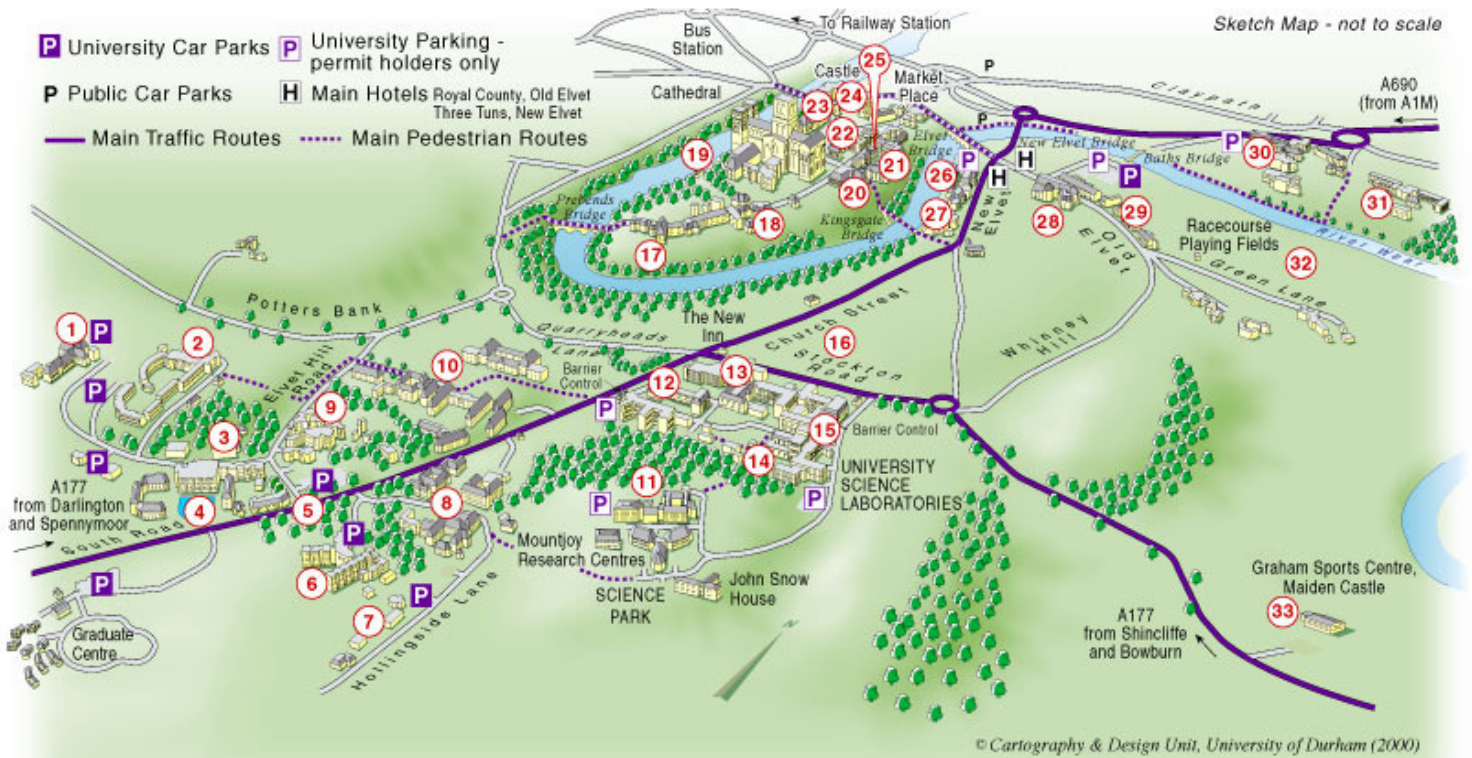 To Railway Station
Sketch Map - not to scale
Bus
Station
P University Car Parks
P University Parking -
permit holders only
P Public Car Parks
H Main Hotels Royal County, Old Elvet
Three Tuns, New Elvet
Main Traffic Routes
Main Pedestrian Routes
25
Castle
Market
Place
Cathedral
P
Claypath
A690
(from A1M)
23
24
22
21
20
19
18
17
Elvet
Bridge
P
P
26
27
New Elvet Bridge
H
H
P
P
Baths Bridge
P
30
31
Prebends
Bridge
Kingsgate
Bridge
New
Elvet
28
29
Old
Elvet
Racecourse
Playing Fields
32
River Wear
Green Lane
Potters Bank
The New
Inn
Church Street
Quarryheads
Lane
Stockton
Road
16
Whinney
Hill
1
P
2
P
Elvet Hill
Road
10
Barrier
Control
12
13
P
9
3
15
Barrier Control
14
UNIVERSITY
SCIENCE
LABORATORIES
P
P
11
A177
from Darlington
and Spennymoor
4
5
P
8
South Road
P
6
Mountjoy
Research Centres
P
7
P
Hollingside Lane
SCIENCE
PARK
John Snow
House
P
Graduate
Centre
N
A177
from Shincliffe
and Bowburn
Graham Sports Centre,
Maiden Castle
33
© Cartography & Design Unit, University of Durham (2000)